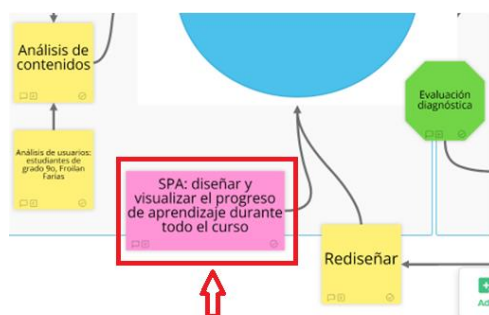 Análisis de
contenidos
Evaluación
diagnóstica
Análisis de usuarios:
estudiantes de
grado 9o, Froilan
Farias
SPA: diseñar y
visualizar el progreso
de aprendizaje durante
todo el curso
Rediseñar
Ad